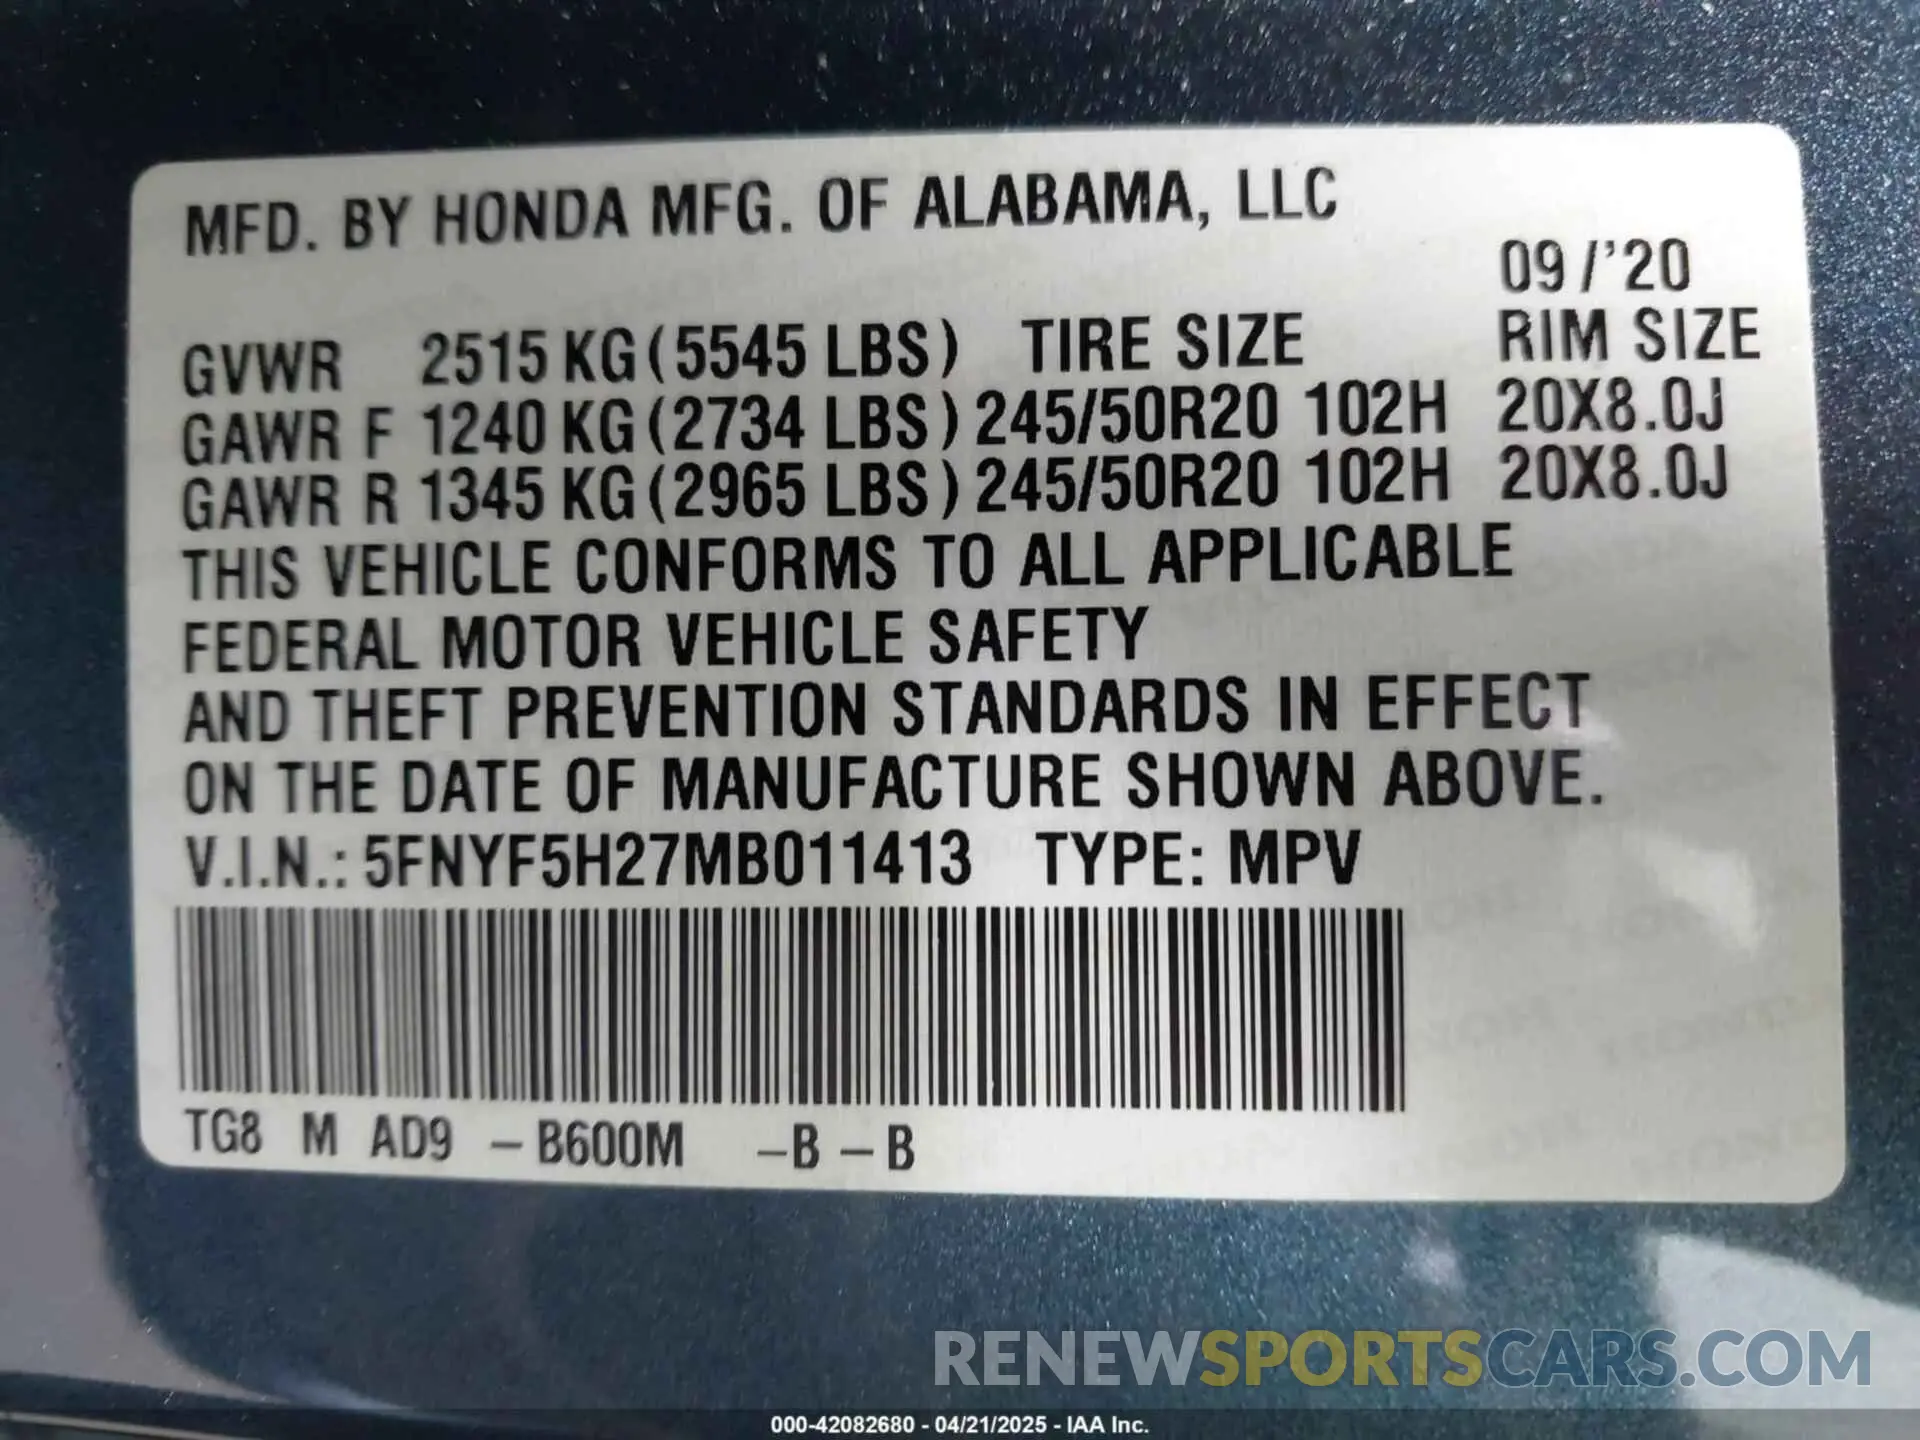 MFD. BY HONDA MFG. OF ALABAMA, LLC
09/'20
GVWR 2515 KG (5545 LBS) TIRE SIZE RIM SIZE
GAWR F 1240 KG (2734 LBS) 245/50R20 102H 20X8.0J
GAWR R 1345 KG (2965 LBS) 245/50R20 102H 20X8.0J
THIS VEHICLE CONFORMS TO ALL APPLICABLE
FEDERAL MOTOR VEHICLE SAFETY
AND THEFT PREVENTION STANDARDS IN EFFECT
ON THE DATE OF MANUFACTURE SHOWN ABOVE.
V.I.N.: 5FNYF5H27MB011413 TYPE: MPV
TG8 M AD9 – B600M –B – B
RENEWSPORTSCARS.COM
000-42082680 - 04/21/2025 - IAA Inc.